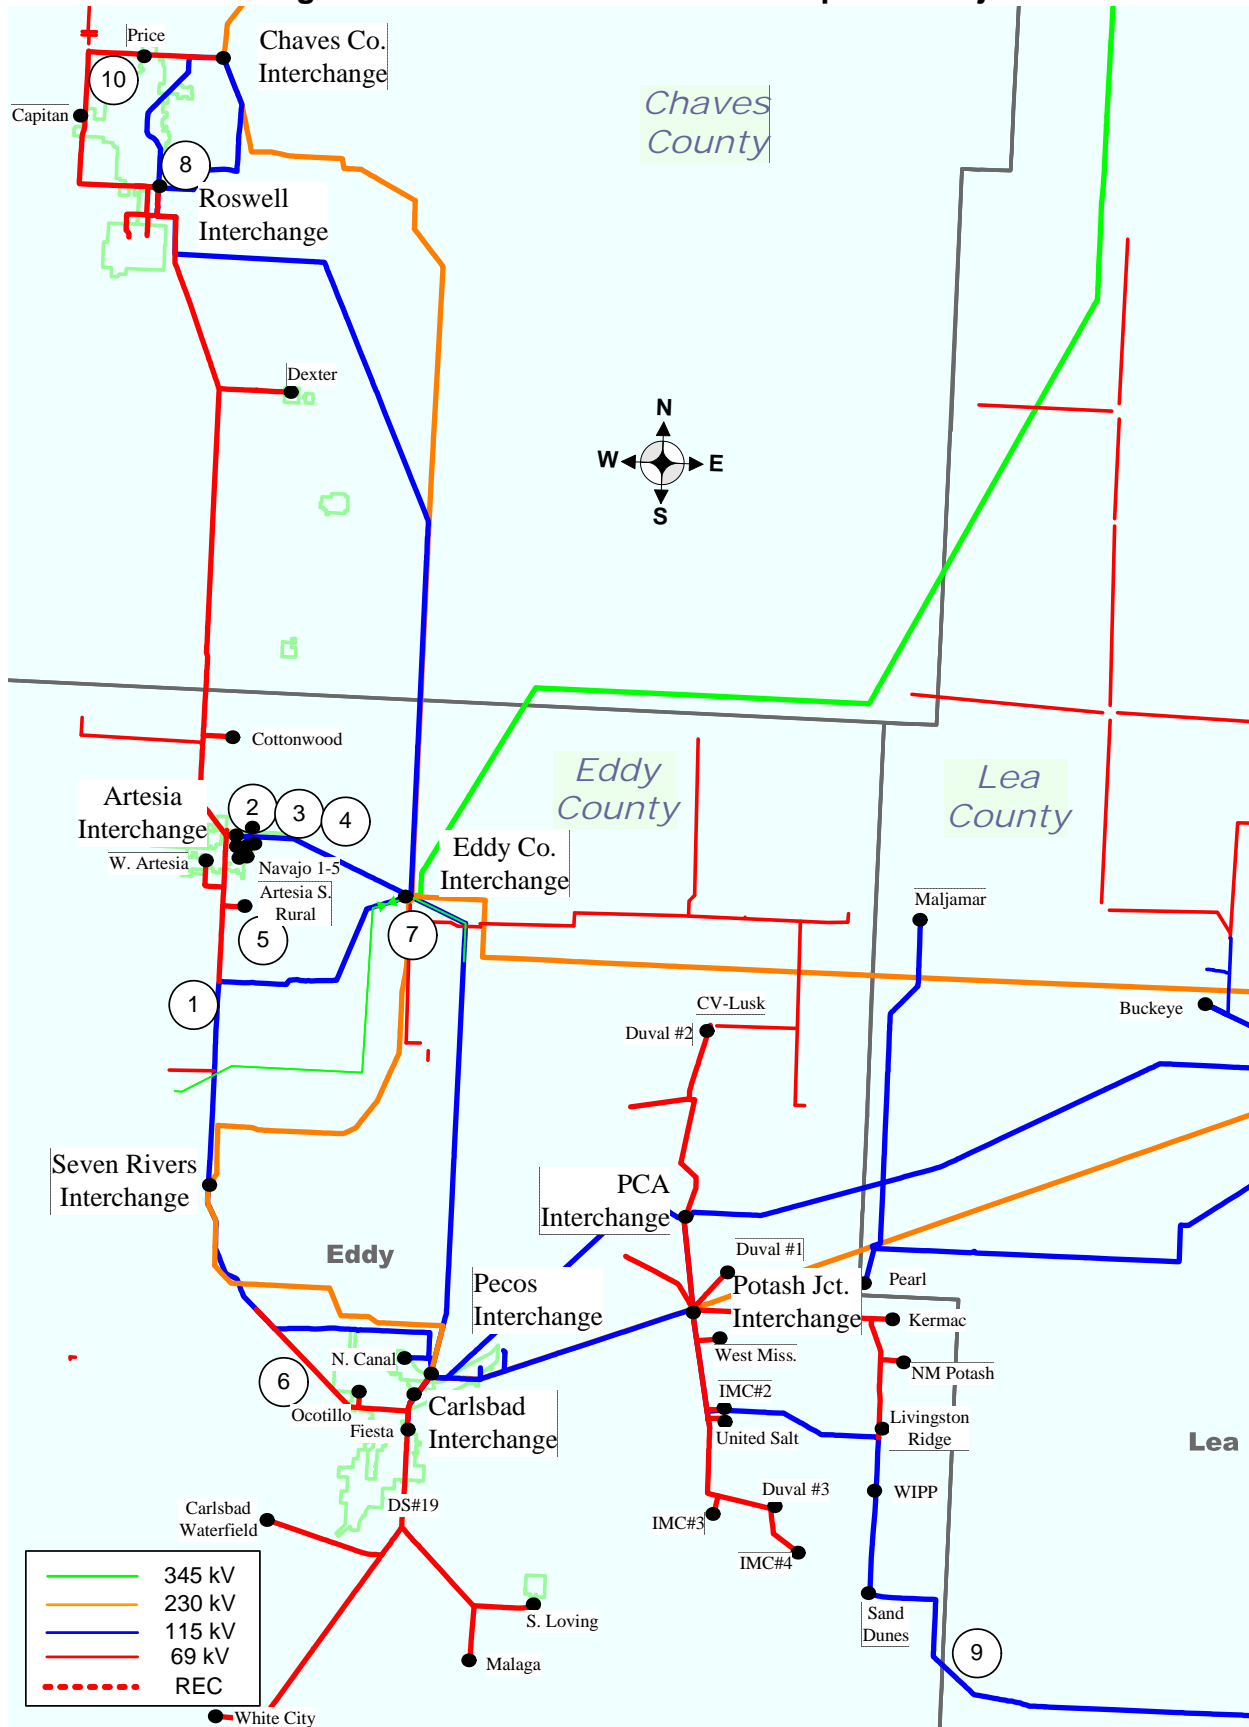 Price
Chaves Co.
Interchange
10
Capitan
Chaves
County
8
Roswell
Interchange
Dexter
N
W
E
S
Cottonwood
Eddy
County
Lea
County
Artesia
Interchange
2
3
4
W. Artesia
Navajo 1-5
Artesia S.
Rural
5
Eddy Co.
Interchange
7
Maljamar
1
CV-Lusk
Duval #2
Buckeye
Seven Rivers
Interchange
PCA
Interchange
Eddy
Duval #1
Pecos
Interchange
Potash Jct.
Interchange
Pearl
Kermac
West Miss.
NM Potash
N. Canal
6
Ocotillo
Fiesta
Carlsbad
Interchange
IMC#2
United Salt
Livingston
Ridge
Lea
WIPP
Carlsbad
Waterfield
DS#19
Duval #3
IMC#3
IMC#4
345 kV
230 kV
115 kV
69 kV
REC
S. Loving
Malaga
Sand
Dunes
9
White City